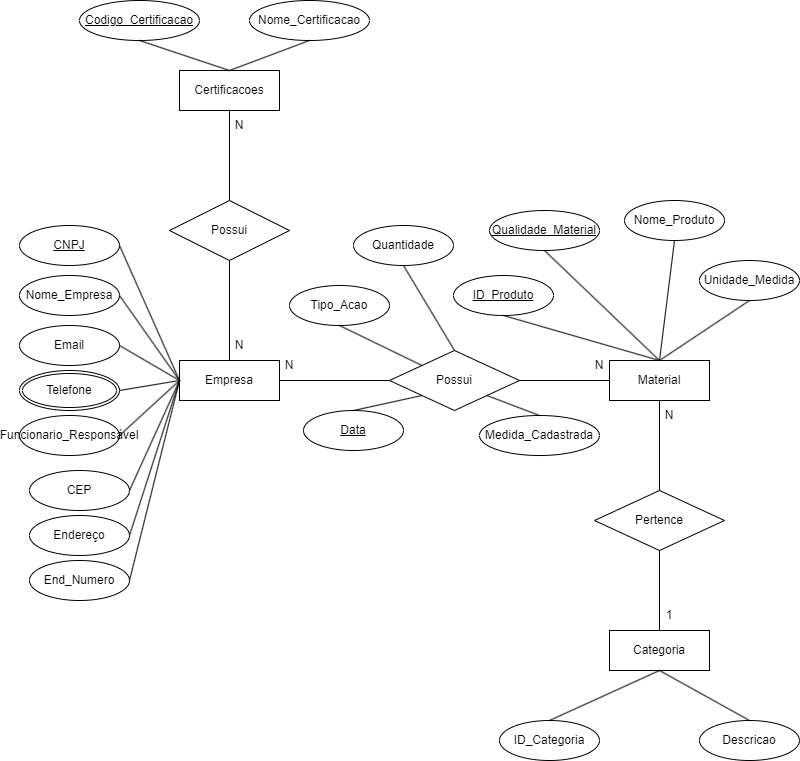 Codigo_Certificacao
Nome_Certificacao
Certificacoes
N
Possui
N
CNPJ
Nome_Empresa
Email
Telefone
Funcionario_Responsável
CEP
Endereço
End_Numero
Empresa
N
Quantidade
Tipo_Acao
Possui
Data
Medida_Cadastrada
N
Qualidade_Material
Nome_Produto
ID_Produto
Unidade_Medida
Material
N
Pertence
1
Categoria
ID_Categoria
Descricao